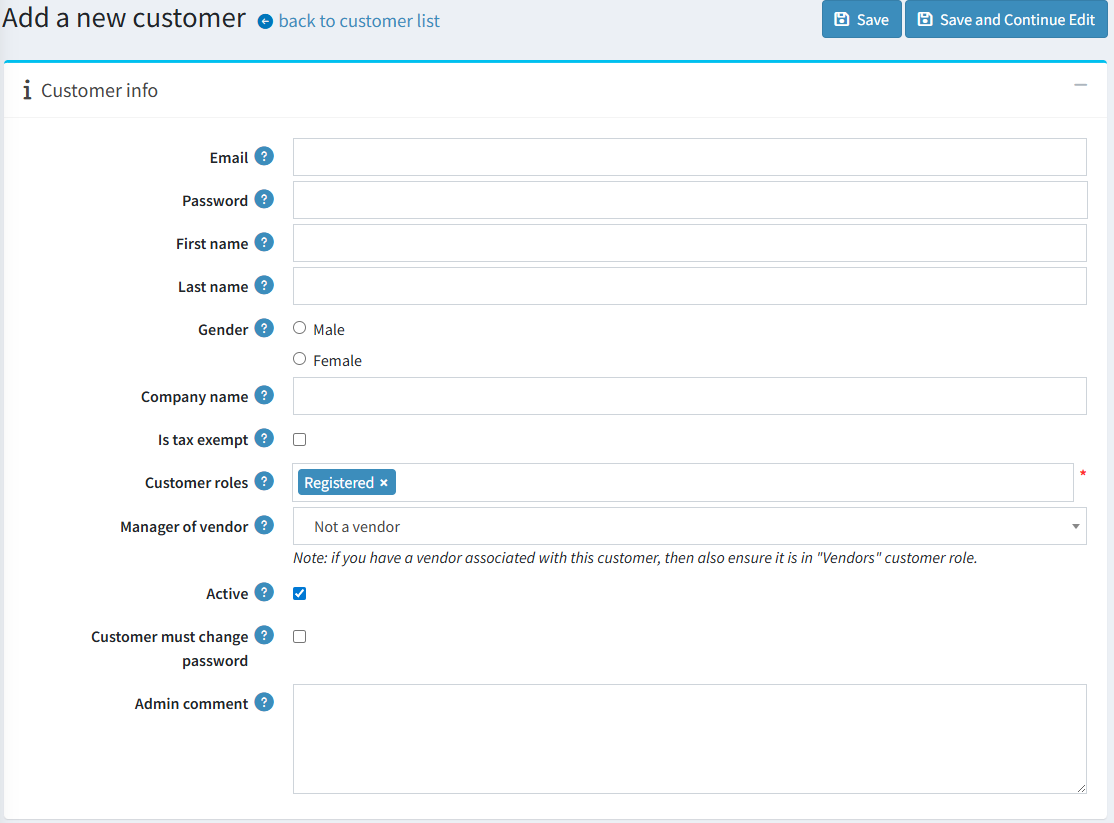 Add a new customer back to customer list Save Save and Continue Edit
Customer info
Email ?
Password ?
First name ?
Last name ?
Gender ? Male
Female
Company name ?
Is tax exempt ?
Customer roles ? Registered × *
Manager of vendor ? Not a vendor
Note: if you have a vendor associated with this customer, then also ensure it is in "Vendors" customer role.
Active ?
Customer must change ?
password
Admin comment ?